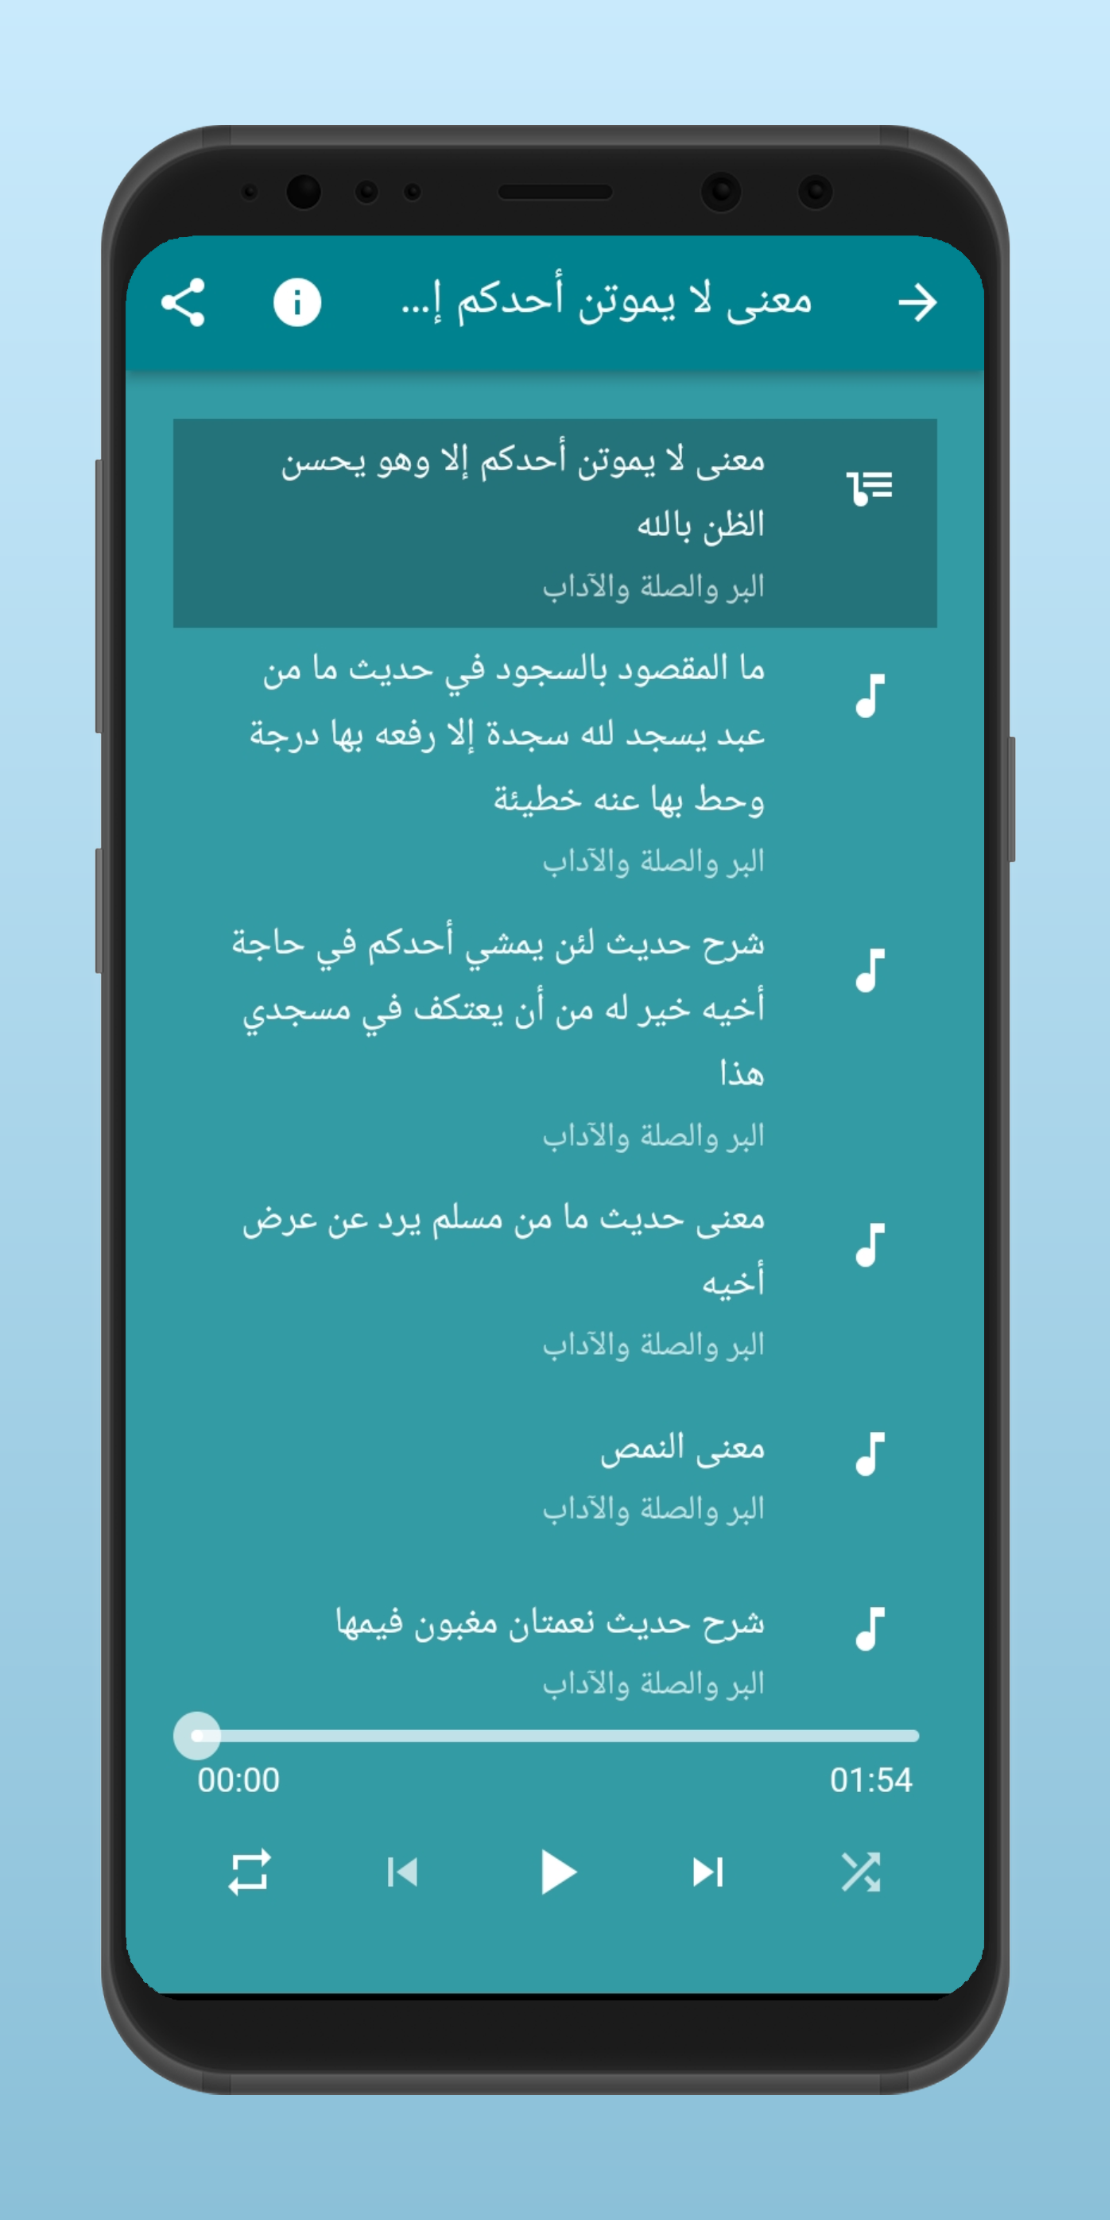 معنى لا يموتن أحدكم إ...
معنى لا يموتن أحدكم إلا وهو يحسن
الظن بالله
البر والصلة والآداب
ما المقصود بالسجود في حديث ما من
عبد يسجد لله سجدة إلا رفعه بها درجة
وحط بها عنه خطيئة
البر والصلة والآداب
شرح حديث لئن يمشي أحدكم في حاجة
أخيه خير له من أن يعتكف في مسجدي
هذا
البر والصلة والآداب
معنى حديث ما من مسلم يرد عن عرض
أخيه
البر والصلة والآداب
معنى النمص
البر والصلة والآداب
شرح حديث نعمتان مغبون فيمها
البر والصلة والآداب
00:00
01:54